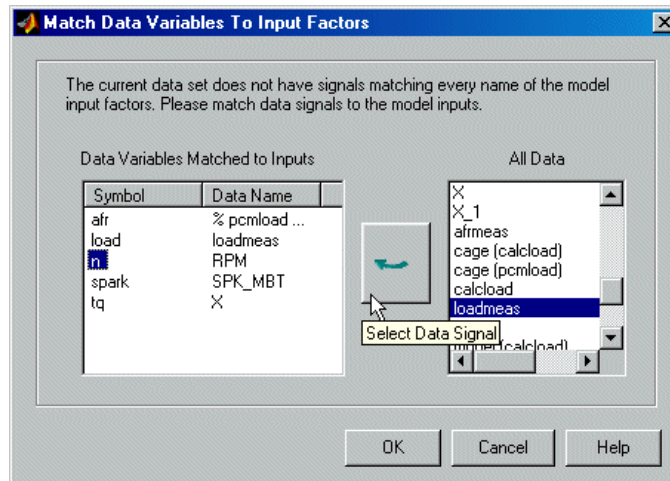 Match Data Variables To Input Factors
The current data set does not have signals matching every name of the model
input factors. Please match data signals to the model inputs.
Data Variables Matched to Inputs
All Data
Symbol Data Name
afr % pcmload ...
load loadmeas
n RPM
spark SPK_MBT
tq X
X
X_1
afrmeas
cage (calcload)
cage (pcmload)
calcload
loadmeas
Select Data Signal
model(calcload)
OK Cancel Help